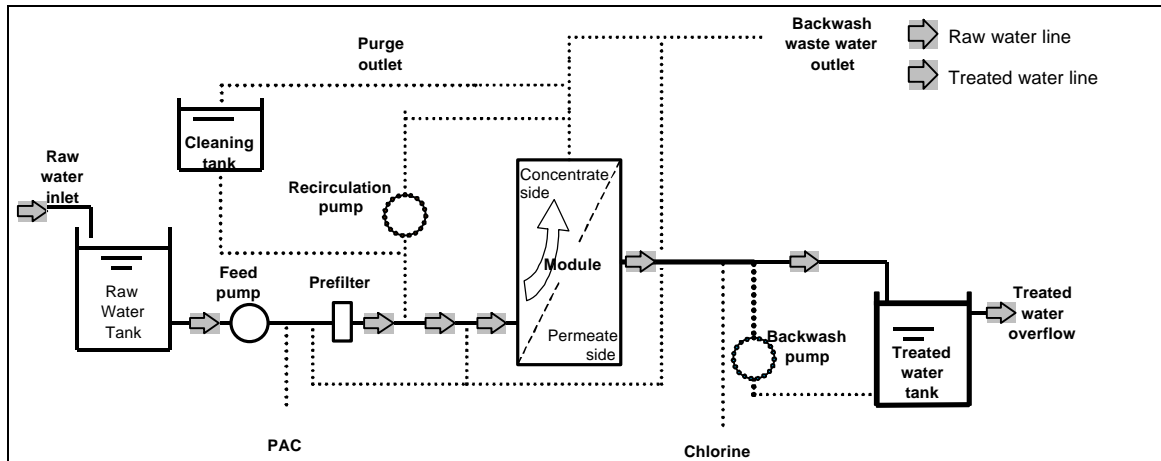 Backwash
waste water
outlet
Raw water line
Treated water line
Purge
outlet
Cleaning
tank
Raw
water
inlet
Recirculation
pump
Concentrate
side
Module
Permeate
side
Feed
pump
Prefilter
Raw
Water
Tank
Backwash
pump
Treated
water
overflow
Treated
water
tank
PAC
Chlorine